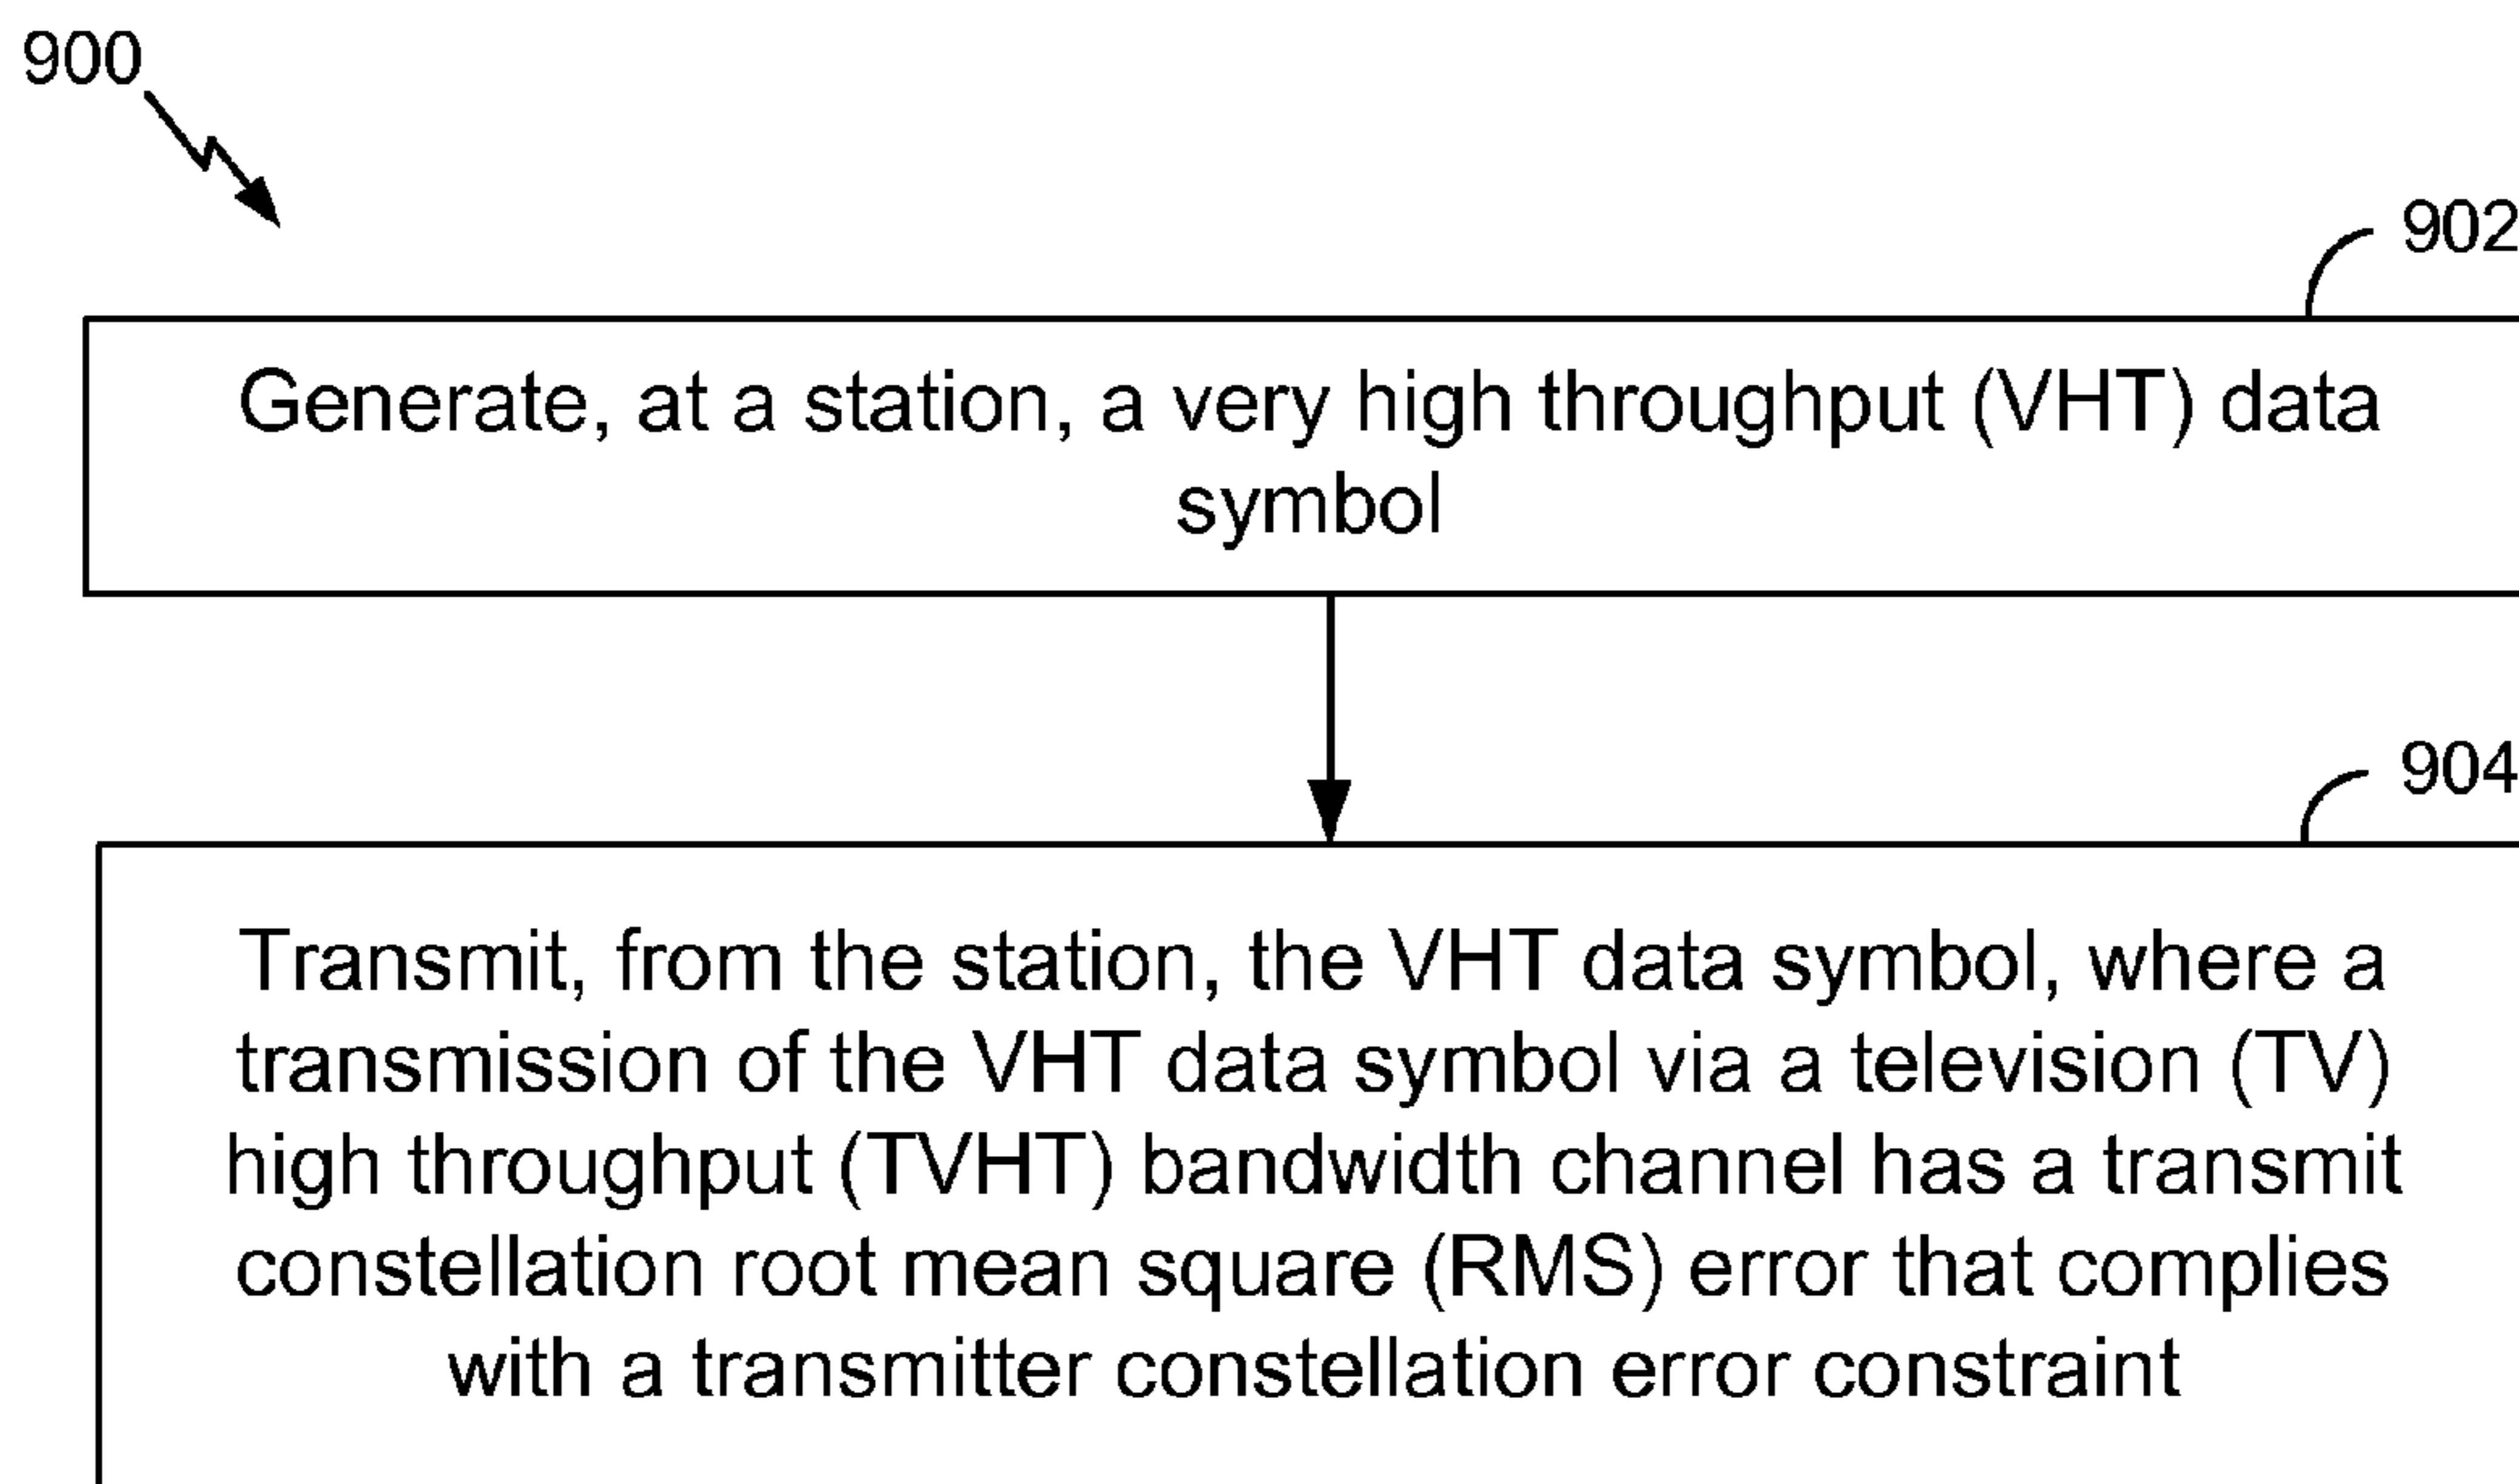 900
902
Generate, at a station, a very high throughput (VHT) data
symbol
904
Transmit, from the station, the VHT data symbol, where a
transmission of the VHT data symbol via a television (TV)
high throughput (TVHT) bandwidth channel has a transmit
constellation root mean square (RMS) error that complies
with a transmitter constellation error constraint